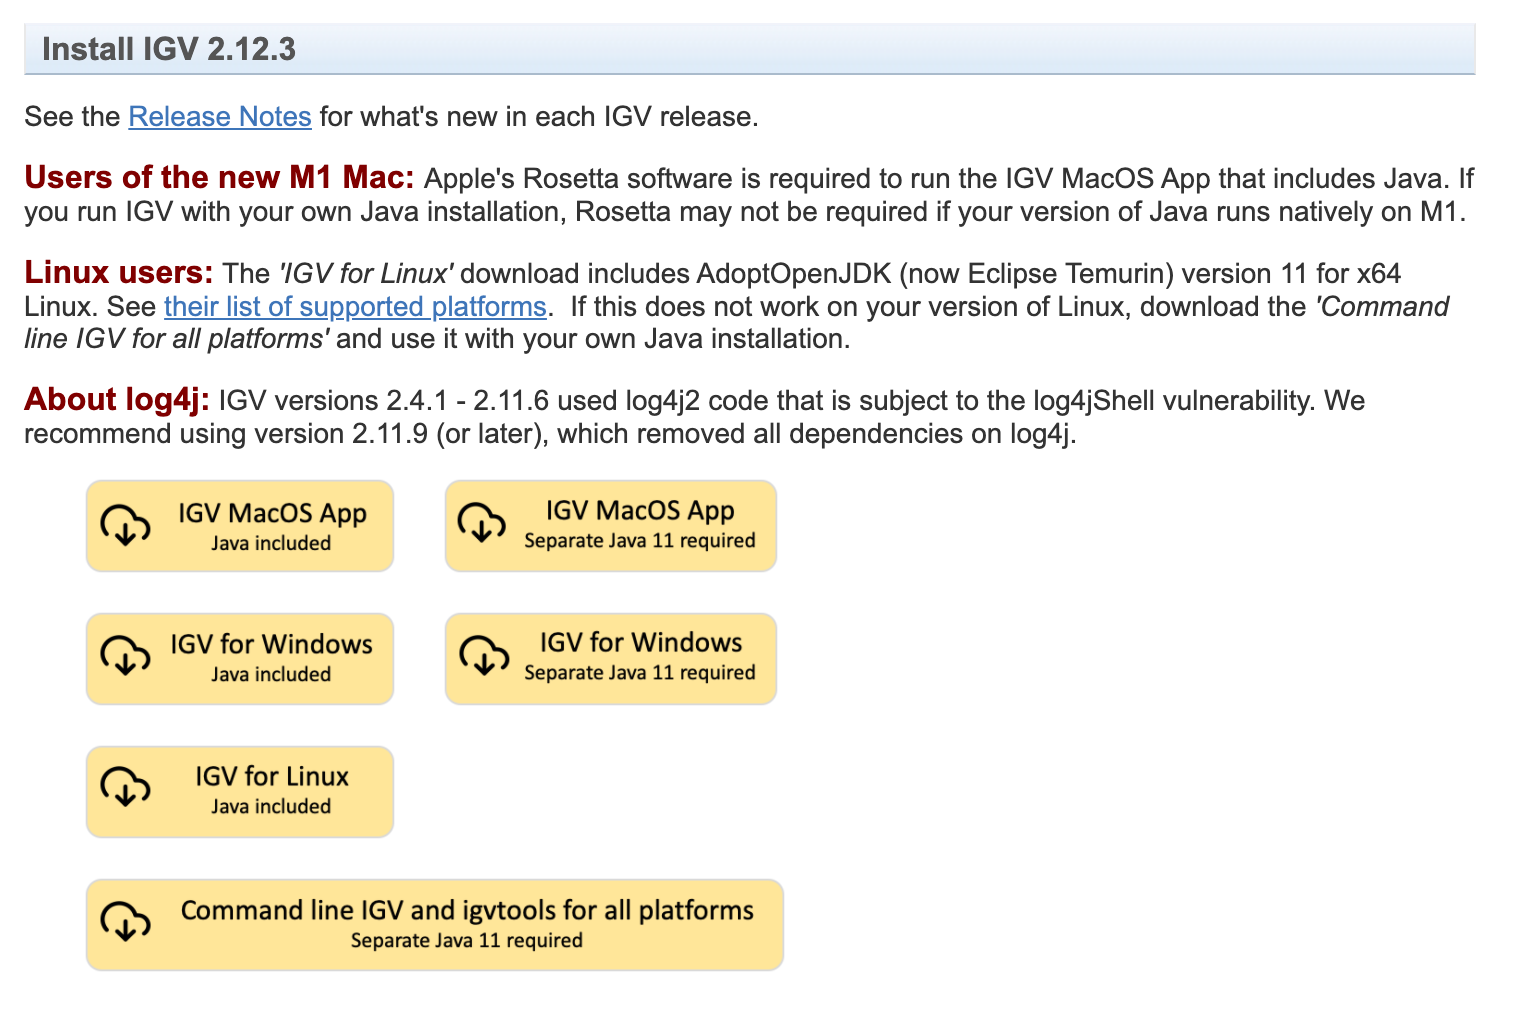 Install IGV 2.12.3
See the Release Notes for what's new in each IGV release.
Users of the new M1 Mac: Apple's Rosetta software is required to run the IGV MacOS App that includes Java. If
you run IGV with your own Java installation, Rosetta may not be required if your version of Java runs natively on M1.
Linux users: The 'IGV for Linux' download includes AdoptOpenJDK (now Eclipse Temurin) version 11 for x64
Linux. See their list of supported platforms.  If this does not work on your version of Linux, download the 'Command
line IGV for all platforms' and use it with your own Java installation.
About log4j: IGV versions 2.4.1 - 2.11.6 used log4j2 code that is subject to the log4jShell vulnerability. We
recommend using version 2.11.9 (or later), which removed all dependencies on log4j.
IGV MacOS App
Java included
IGV MacOS App
Separate Java 11 required
IGV for Windows
Java included
IGV for Windows
Separate Java 11 required
IGV for Linux
Java included
Command line IGV and igvtools for all platforms
Separate Java 11 required